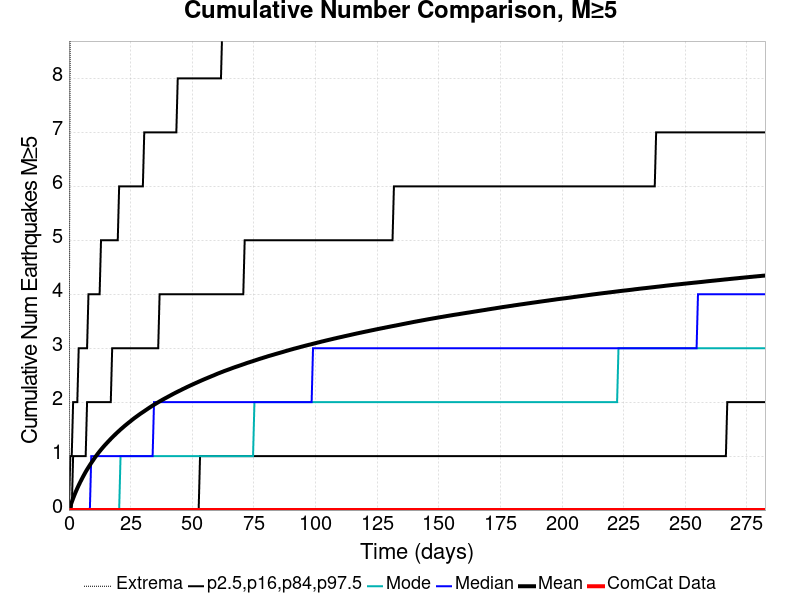 Cumulative Number Comparison, M≥5
Cumulative Num Earthquakes M≥5
8
7
6
5
4
3
2
1
0
0 25 50 75 100 125 150 175 200 225 250 275
Time (days)
Extrema p2.5,p16,p84,p97.5 Mode Median Mean ComCat Data